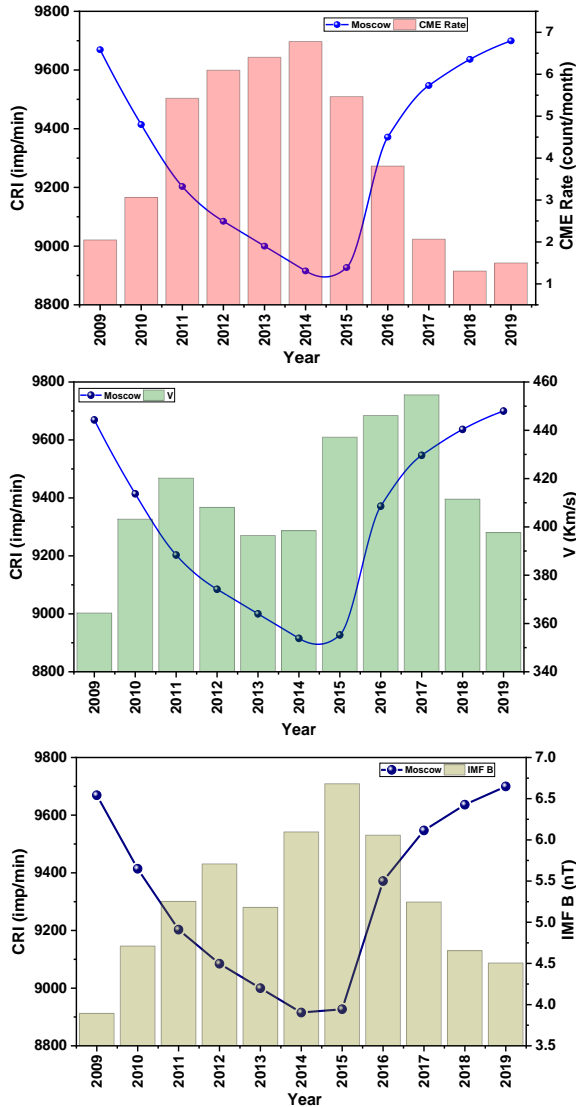 Moscow CME Rate
9800
9600
9400
9200
9000
8800
CRI (imp/min)
7
6
5
4
3
2
1
CME Rate (count/month)
2009 2010 2011 2012 2013 2014 2015 2016 2017 2018 2019
Year
Moscow V
9800
9600
9400
9200
9000
8800
CRI (imp/min)
460
440
420
400
380
360
340
V (Km/s)
2009 2010 2011 2012 2013 2014 2015 2016 2017 2018 2019
Year
Moscow IMF B
9800
9600
9400
9200
9000
8800
CRI (imp/min)
7.0
6.5
6.0
5.5
5.0
4.5
4.0
3.5
IMF B (nT)
2009 2010 2011 2012 2013 2014 2015 2016 2017 2018 2019
Year